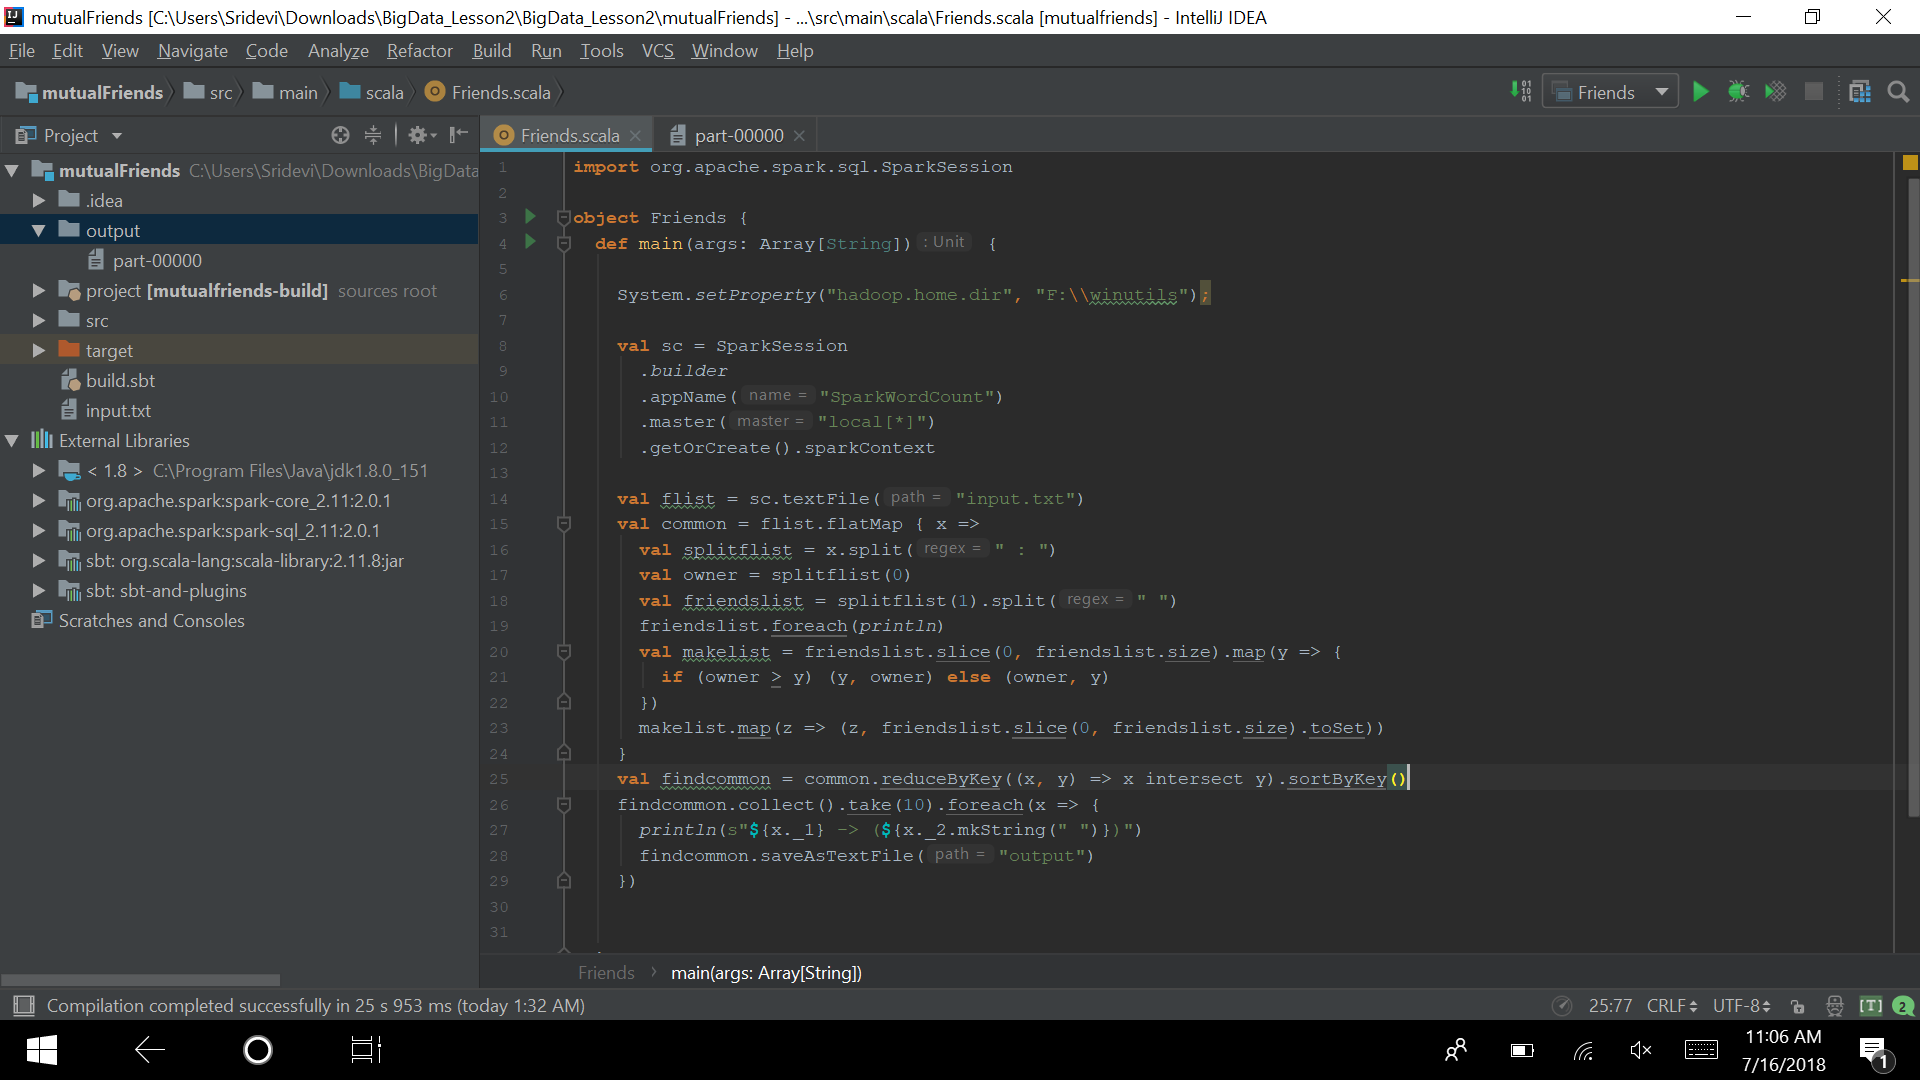 mutualFriends [C:\Users\Sridevi\Downloads\BigData_Lesson2\BigData_Lesson2\mutualFriends] - ...\src\main\scala\Friends.scala [mutualfriends] - IntelliJ IDEA
File Edit View Navigate Code Analyze Refactor Build Run Tools VCS Window Help
mutualFriends src main scala Friends.scala
Friends
Project
Friends.scala
part-00000
mutualFriends C:\Users\Sridevi\Downloads\BigData
.idea
output
part-00000
project [mutualfriends-build] sources root
src
target
build.sbt
input.txt
External Libraries
< 1.8 > C:\Program Files\Java\jdk1.8.0_151
org.apache.spark:spark-core_2.11:2.0.1
org.apache.spark:spark-sql_2.11:2.0.1
sbt: org.scala-lang:scala-library:2.11.8:jar
sbt: sbt-and-plugins
Scratches and Consoles
1 import org.apache.spark.sql.SparkSession
2
3 object Friends {
4 def main(args: Array[String]) : Unit {
5
6 System.setProperty("hadoop.home.dir", "F:\\winutils");
7
8 val sc = SparkSession
9 .builder
10 .appName( name = "SparkWordCount")
11 .master( master = "local[*]")
12 .getOrCreate().sparkContext
13
14 val flist = sc.textFile( path = "input.txt")
15 val common = flist.flatMap { x =>
16 val splitflist = x.split( regex = " : ")
17 val owner = splitflist(0)
18 val friendslist = splitflist(1).split( regex = " ")
19 friendslist.foreach(println)
20 val makelist = friendslist.slice(0, friendslist.size).map(y => {
21 if (owner > y) (y, owner) else (owner, y)
22 })
23 makelist.map(z => (z, friendslist.slice(0, friendslist.size).toSet))
24 }
25 val findcommon = common.reduceByKey((x, y) => x intersect y).sortByKey()
26 findcommon.collect().take(10).foreach(x => {
27 println(s"${x._1} -> (${x._2.mkString(" ")})")
28 findcommon.saveAsTextFile( path = "output")
29 })
30
31
Friends main(args: Array[String])
Compilation completed successfully in 25 s 953 ms (today 1:32 AM)
25:77 CRLF UTF-8 [T] 2
11:06 AM
7/16/2018
1